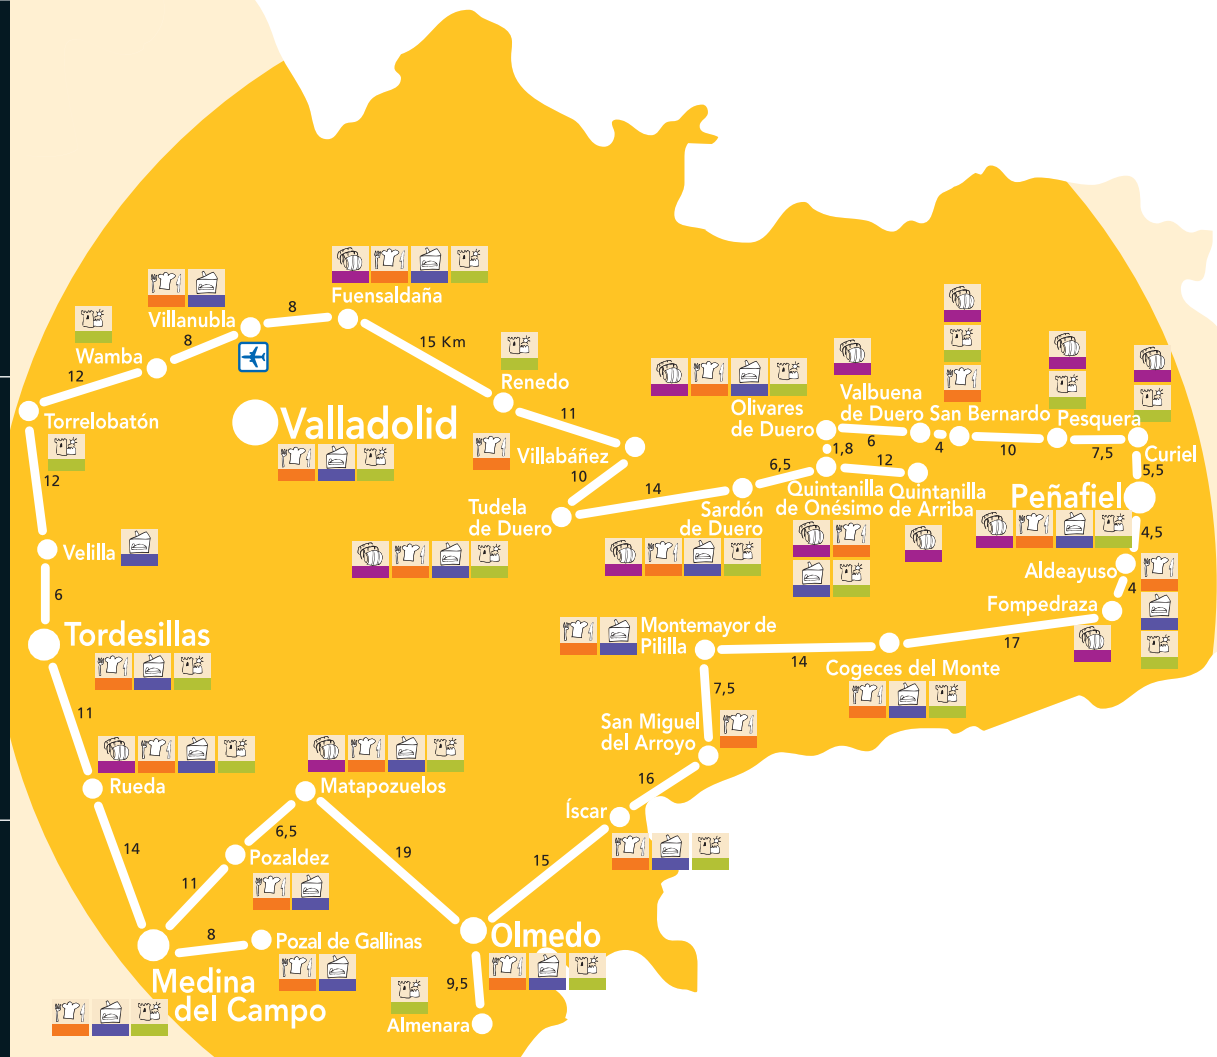 Fuensaldaña
8
Villanubla
8
15 Km
Wamba
12
Renedo
Torrelobatón
Valladolid
11
Villabáñez
10
12
Velilla
6
Tordesillas
Tudela
de Duero
14
Sardón
de Duero
6,5
Olivares
de Duero
1,8
Valbuena
de Duero
6
4
San Bernardo
10
Pesquera
7,5
Curiel
5,5
12
Quintanilla
de Onésimo
Quintanilla
de Arriba
Peñafiel
4,5
Aldeayuso
4
Fompedraza
17
Cogeces del Monte
14
Montemayor de
Pililla
7,5
San Miguel
del Arroyo
16
Íscar
15
11
Rueda
14
Matapozuelos
6,5
19
Pozaldez
11
8
Pozal de Gallinas
Medina
del Campo
Olmedo
9,5
Almenara